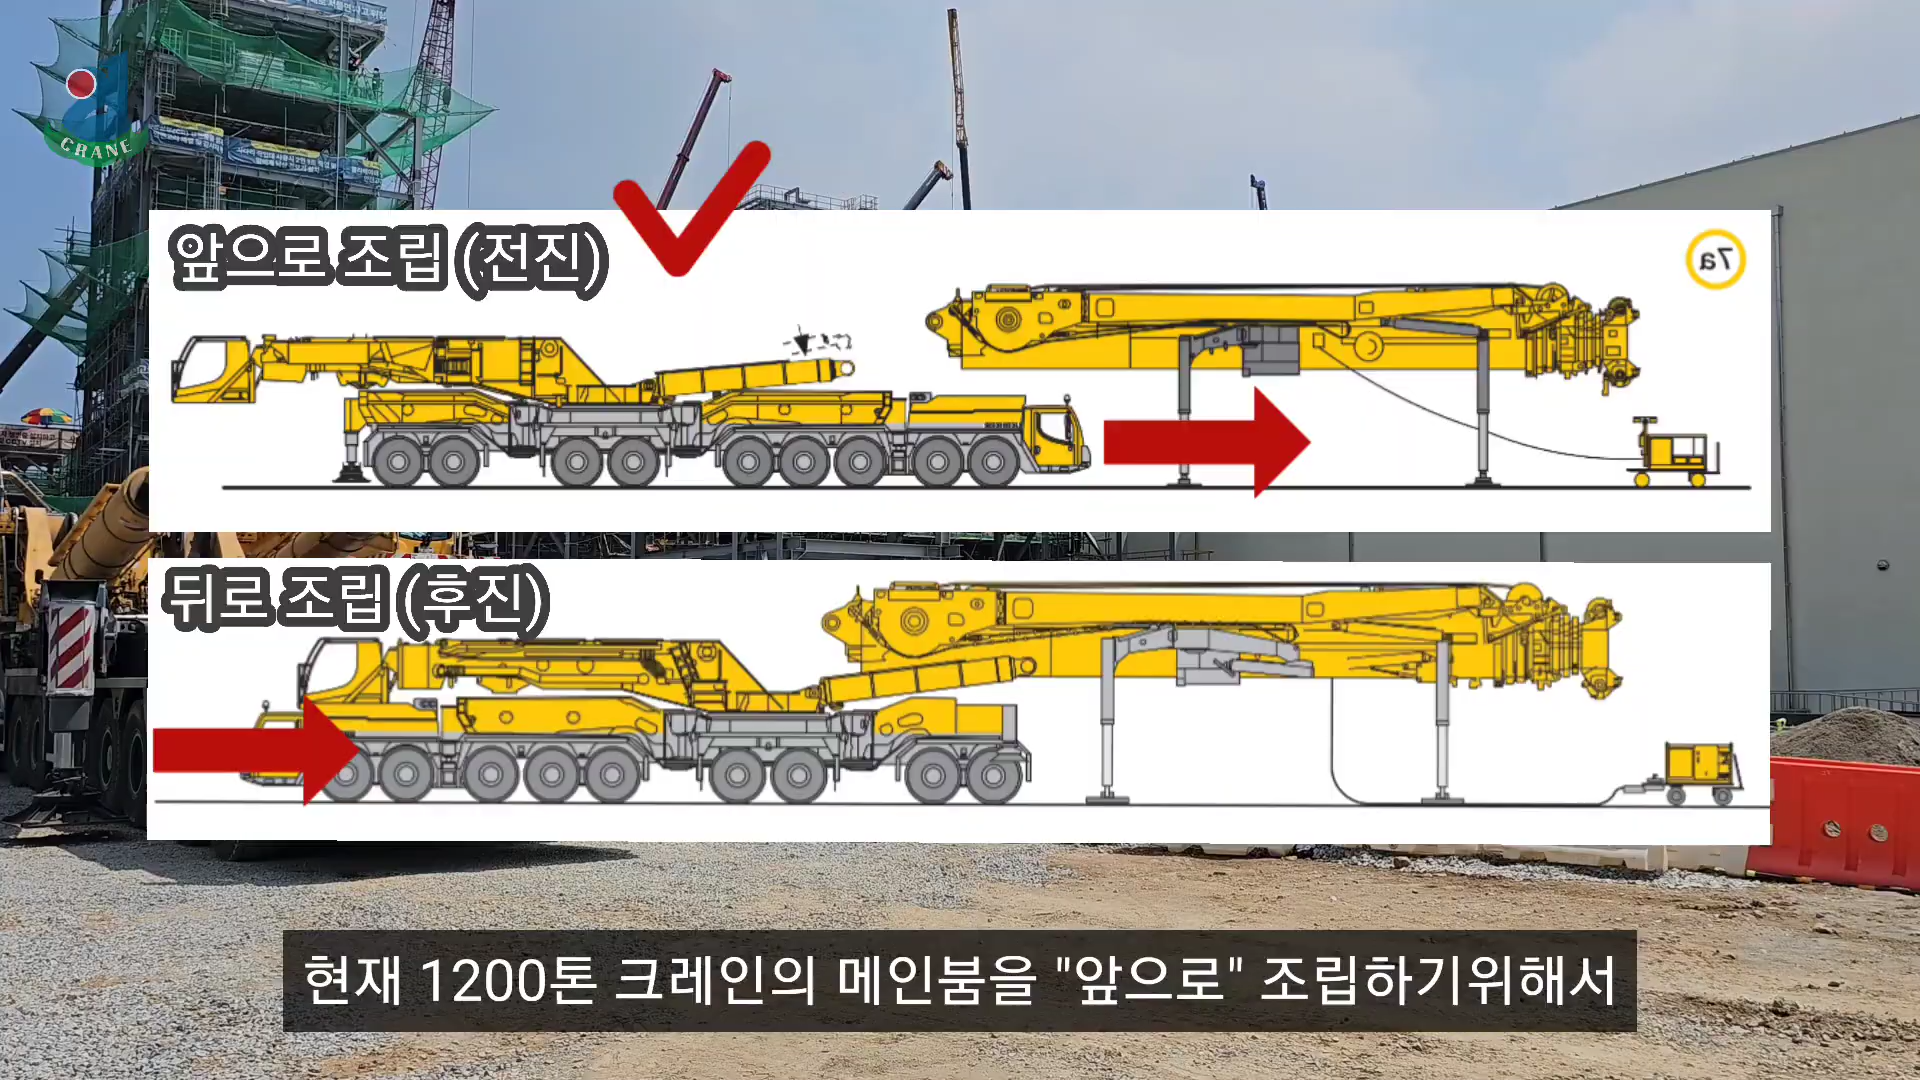 CRANE
앞으로 조립 (전진)
7a
뒤로 조립 (후진)
현재 1200톤 크레인의 메인붐을 "앞으로" 조립하기위해서